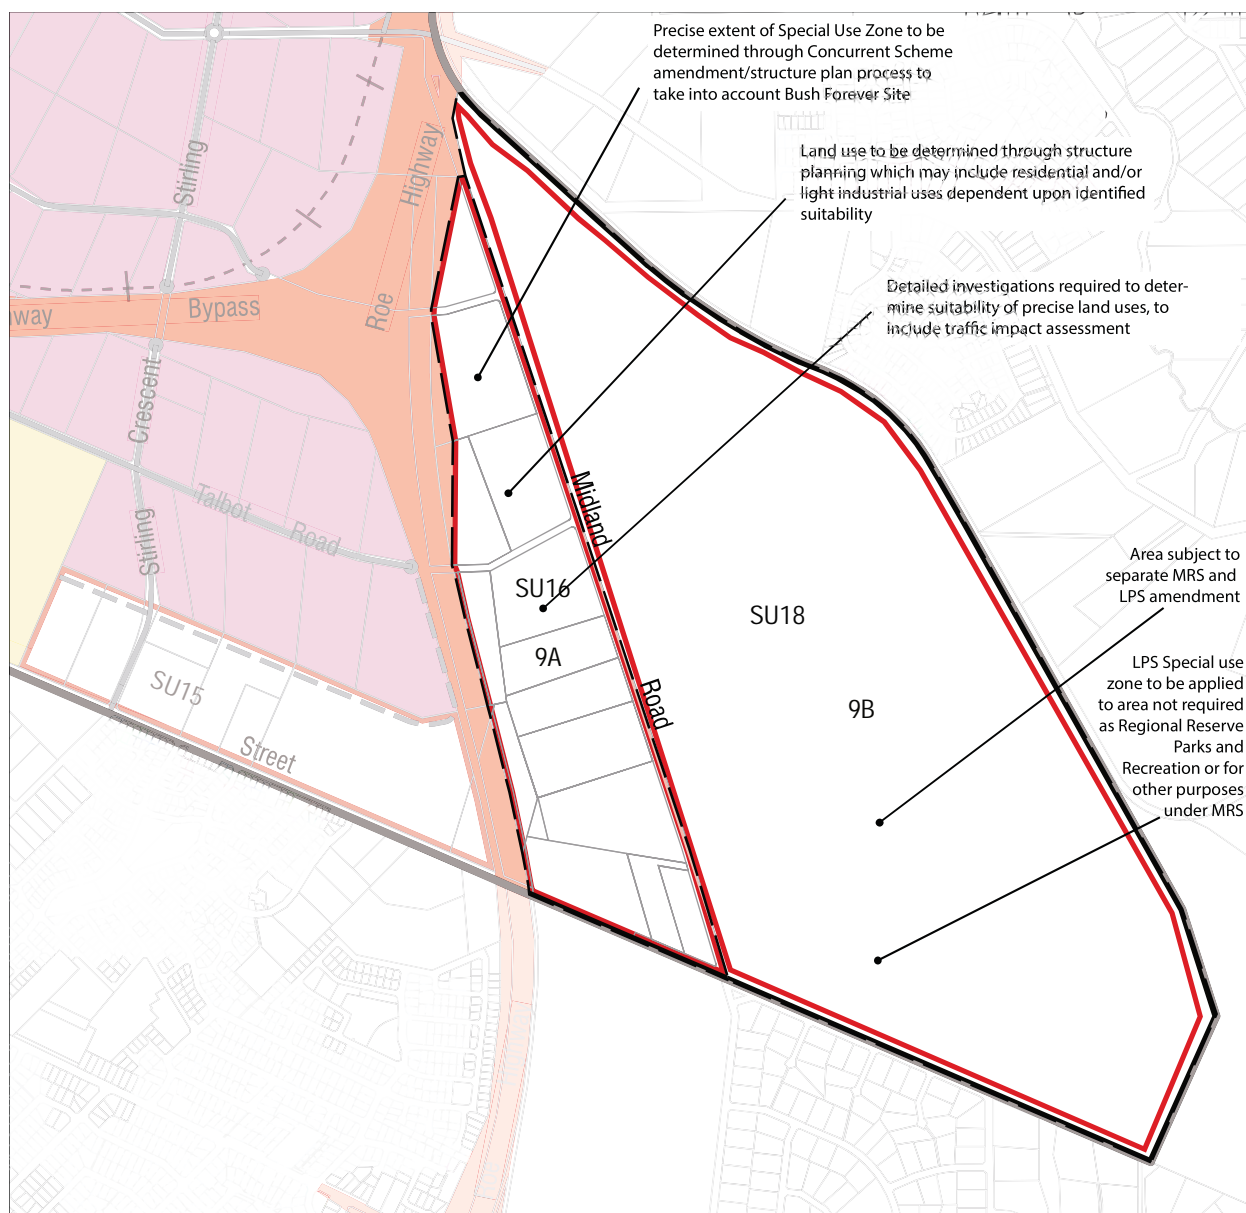 Precise extent of Special Use Zone to be
determined through Concurrent Scheme
amendment/structure plan process to
take into account Bush Forever Site
Land use to be determined through structure
planning which may include residential and/or
light industrial uses dependent upon identified
suitability
Detailed investigations required to deter-
mine suitability of precise land uses, to
include traffic impact assessment
Area subject to
separate MRS and
LPS amendment
LPS Special use
zone to be applied
to area not required
as Regional Reserve
Parks and
Recreation or for
other purposes
under MRS
Stirling
Highway
Roe
Bypass
Crescent
Stirling
Talbot
Road
Midland
Road
SU16
9A
SU18
9B
SU15
Street